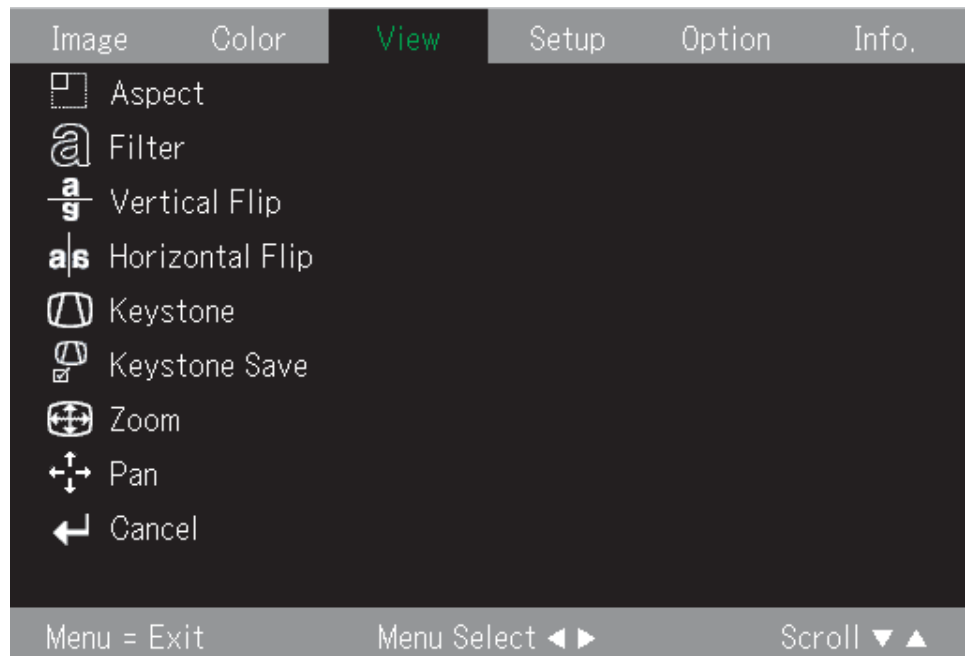 Image Color View Setup Option Info.
Aspect
Filter
Vertical Flip
Horizontal Flip
Keystone
Keystone Save
Zoom
Pan
Cancel
Menu = Exit Menu Select ◀ ▶ Scroll ▼ ▲